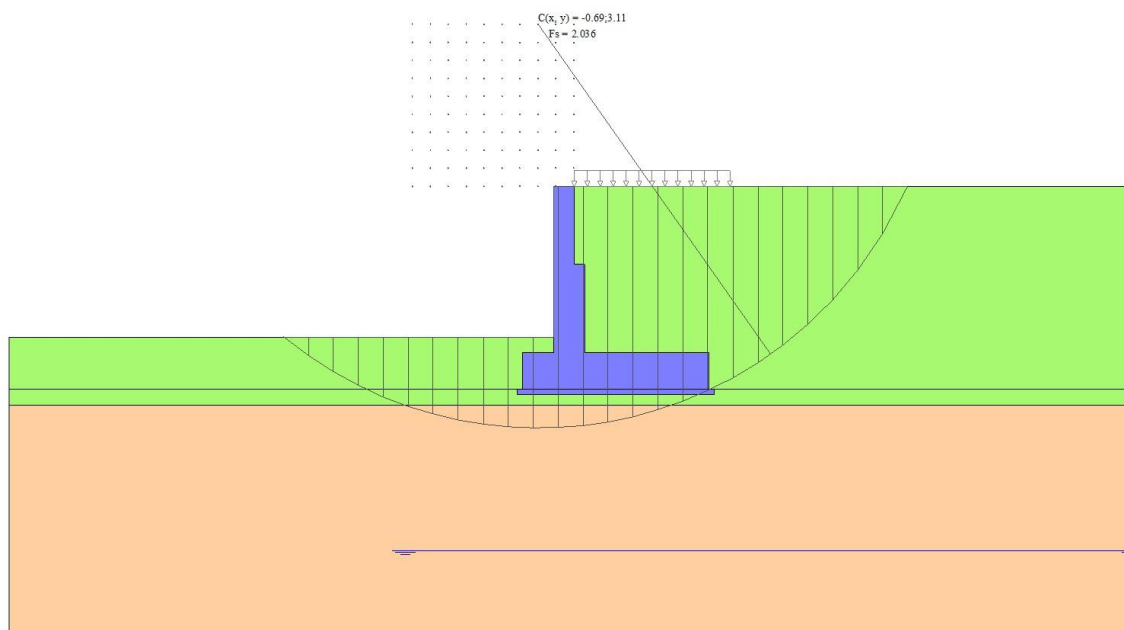 C(x, y) = -0.69;3.11
Fs = 2.036